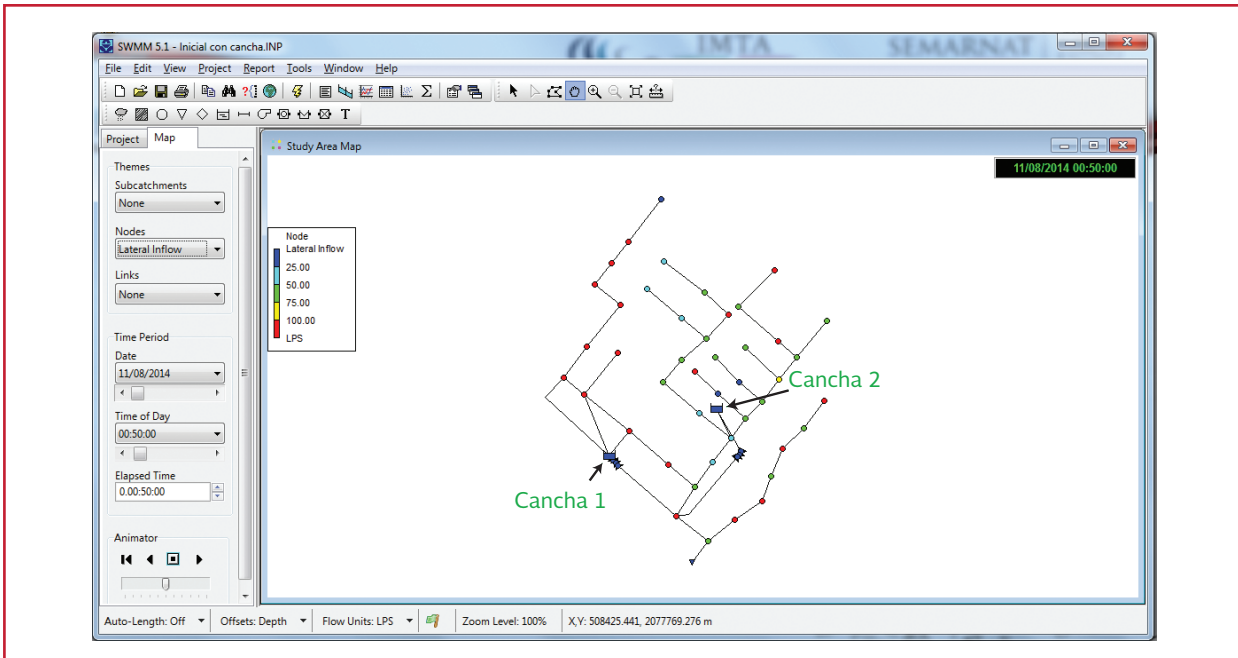 SWMM 5.1 - Inicial con cancha.INP
IMTA SEMARNAT
File Edit View Project Report Tools Window Help
T
Project Map
Study Area Map
11/08/2014 00:50:00
Themes
Subcatchments
None
Nodes
Lateral Inflow
Links
None
Time Period
Date
11/08/2014
Time of Day
00:50:00
Elapsed Time
0.00:50:00
Animator
Node
Lateral Inflow
25.00
50.00
75.00
100.00
LPS
Cancha 2
Cancha 1
Auto-Length: Off Offsets: Depth Flow Units: LPS Zoom Level: 100% X,Y: 508425.441, 2077769.276 m